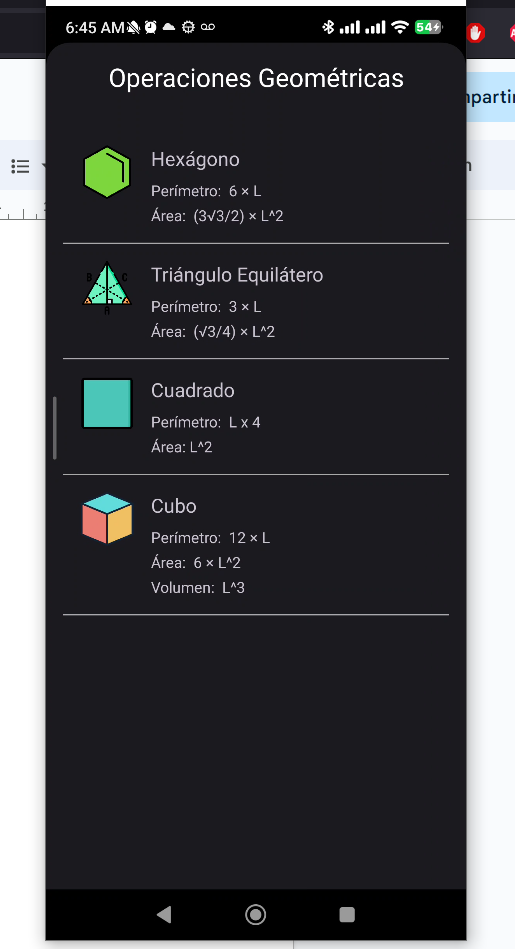 6:45 AM
54
mparti
n
Operaciones Geométricas
Hexágono
Perímetro: 6 × L
Área: (3√3/2) × L^2
B C
A
Triángulo Equilátero
Perímetro: 3 × L
Área: (√3/4) × L^2
Cuadrado
Perímetro: L x 4
Área: L^2
Cubo
Perímetro: 12 × L
Área: 6 × L^2
Volumen: L^3